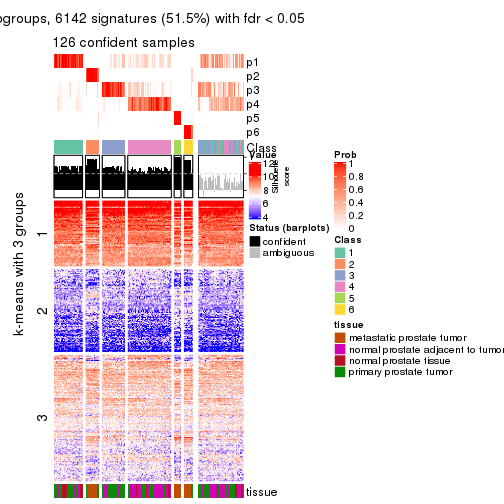 ogroups, 6142 signatures (51.5%) with fdr < 0.05
126 confident samples
p1
p2
p3
p4
p5
p6
Class
Value
12
10
8
6
4
silhouette
score
Status (barplots)
confident
ambiguous
Prob
1
0.8
0.6
0.4
0.2
0
Class
1
2
3
4
5
6
tissue
metastatic prostate tumor
normal prostate adjacent to tumor
normal prostate tissue
primary prostate tumor
k-means with 3 groups
1
2
3
tissue